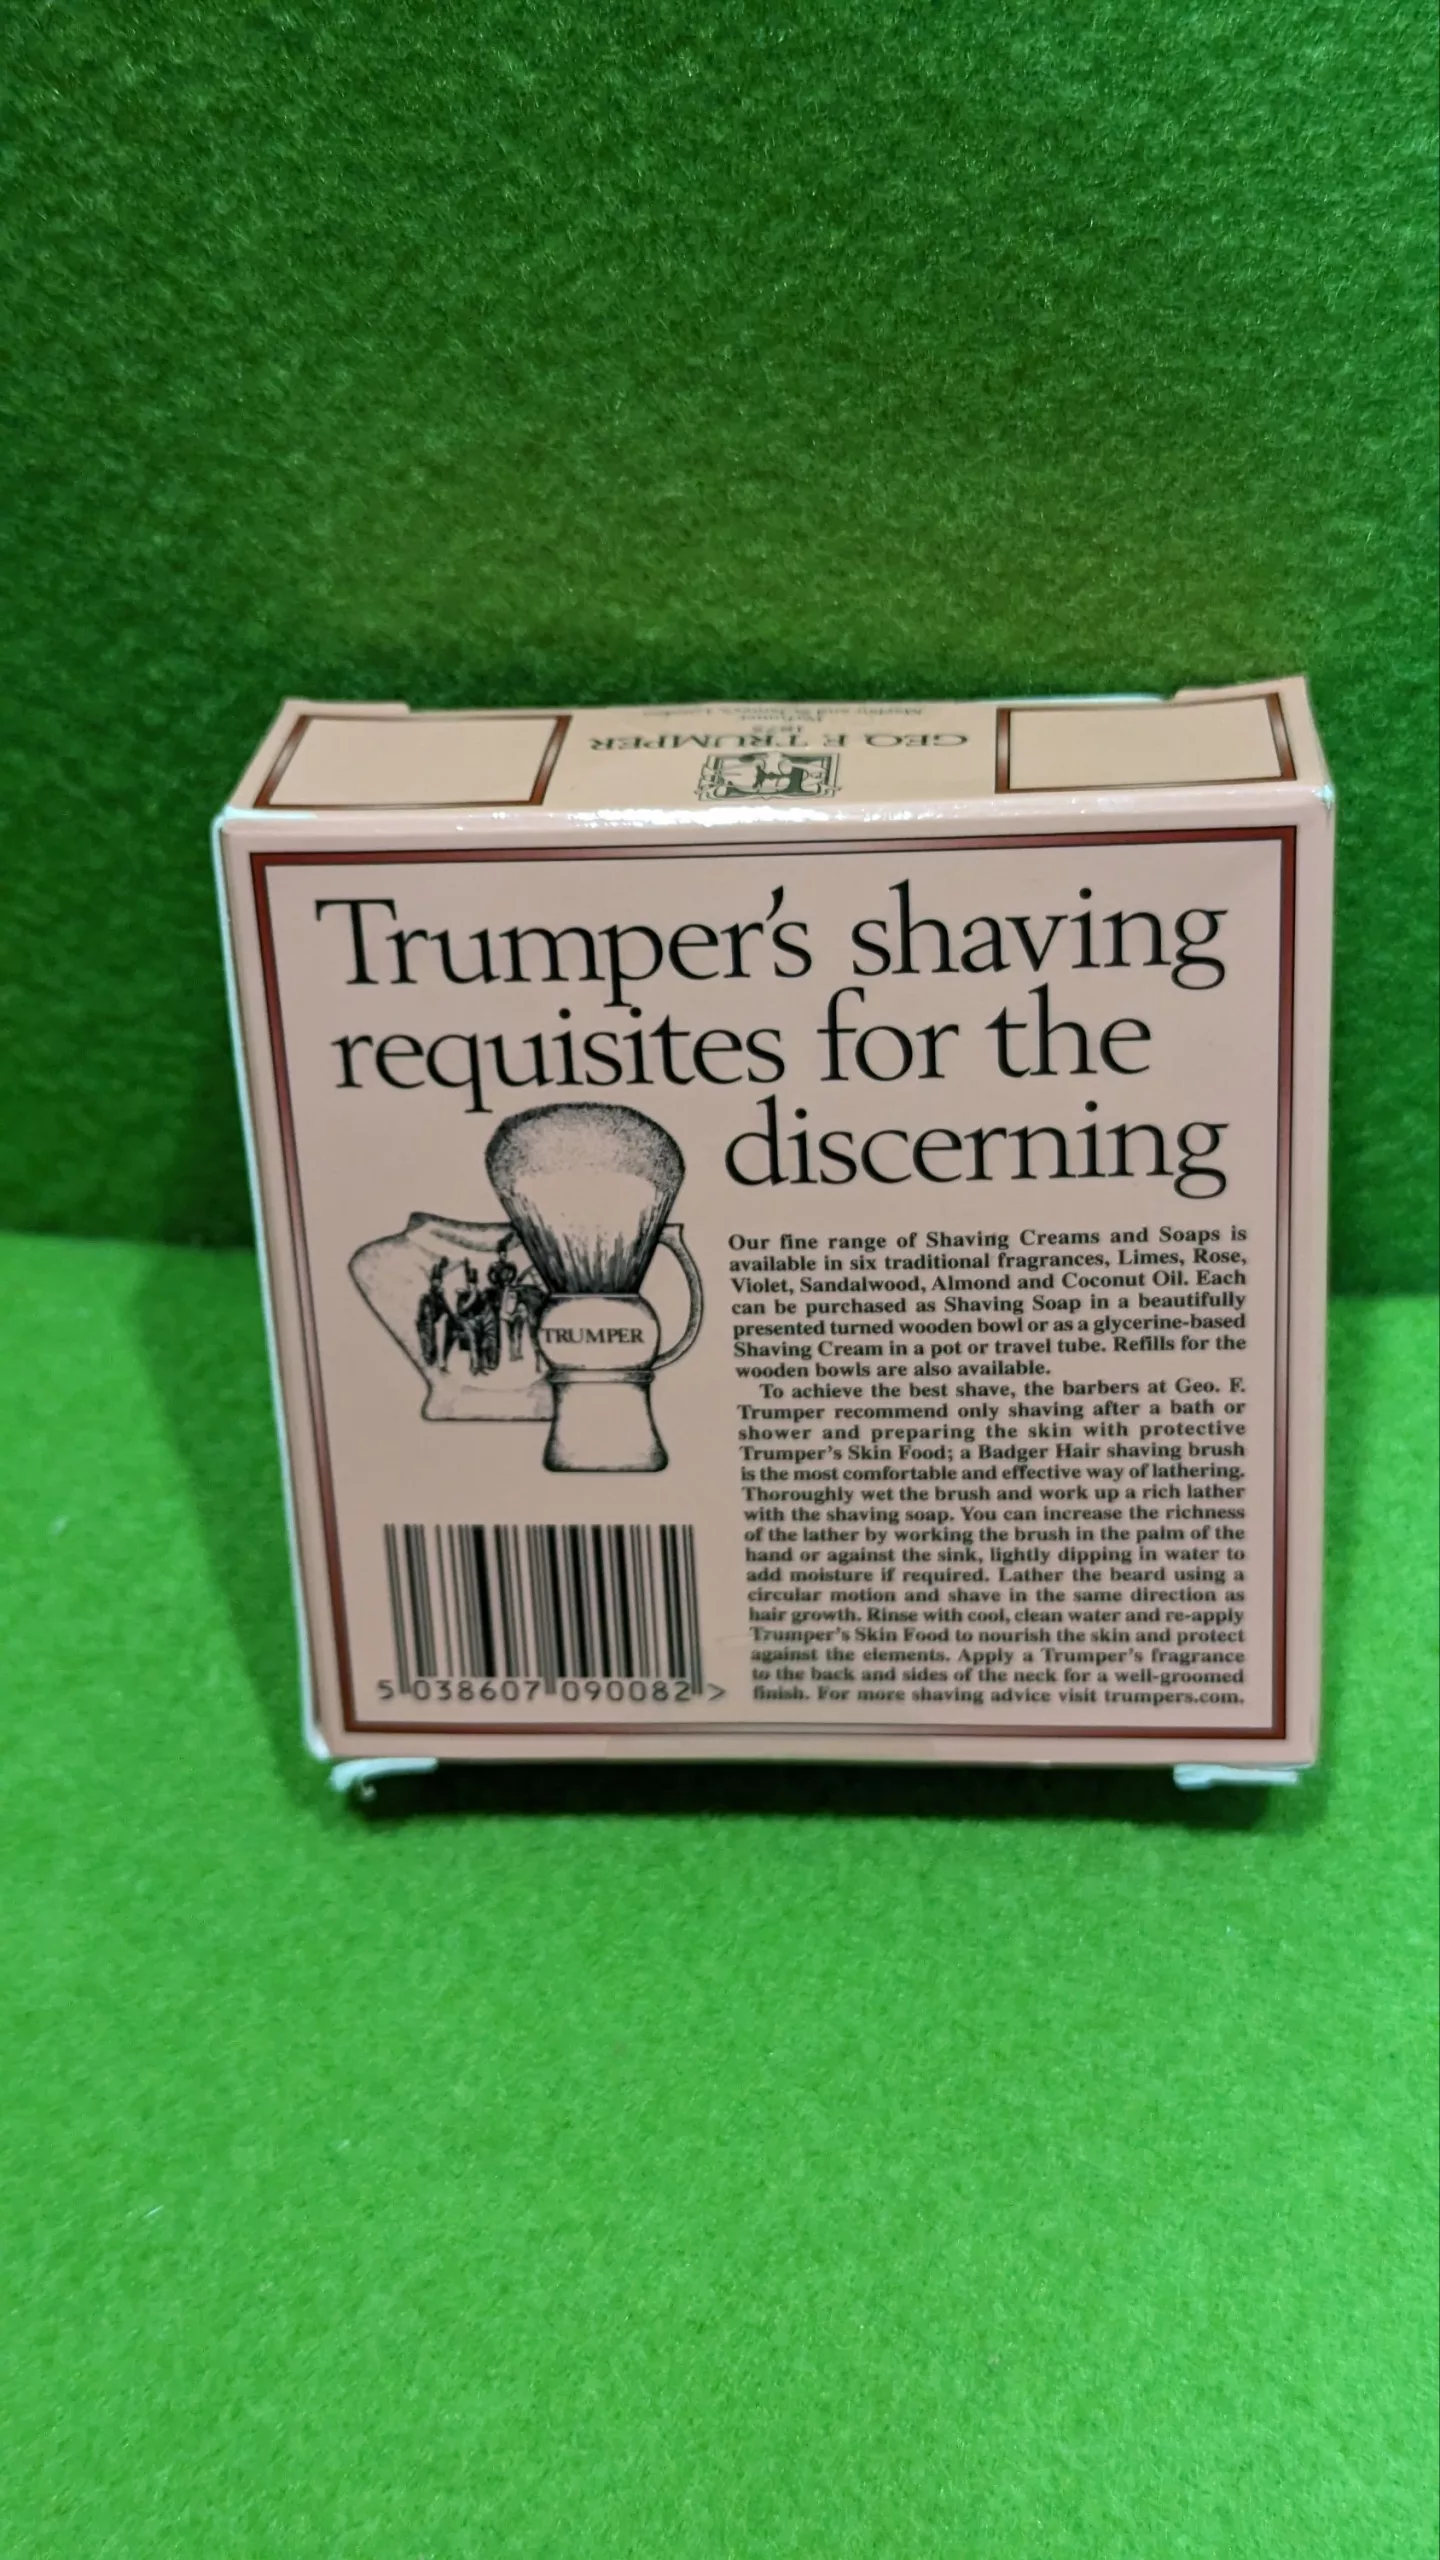 GEO. F. TRUMPER
1875
Perfumer
Trumper's shaving
requisites for the
discerning
TRUMPER
Our fine range of Shaving Creams and Soaps is
available in six traditional fragrances, Limes, Rose,
Violet, Sandalwood, Almond and Coconut Oil. Each
can be purchased as Shaving Soap in a beautifully
presented turned wooden bowl or as a glycerine-based
Shaving Cream in a pot or travel tube. Refills for the
wooden bowls are also available.
To achieve the best shave, the barbers at Geo. F.
Trumper recommend only shaving after a bath or
shower and preparing the skin with protective
Trumper's Skin Food; a Badger Hair shaving brush
is the most comfortable and effective way of lathering.
Thoroughly wet the brush and work up a rich lather
with the shaving soap. You can increase the richness
of the lather by working the brush in the palm of the
hand or against the sink, lightly dipping in water to
add moisture if required. Lather the beard using a
circular motion and shave in the same direction as
hair growth. Rinse with cool, clean water and re-apply
Trumper's Skin Food to nourish the skin and protect
against the elements. Apply a Trumper's fragrance
to the back and sides of the neck for a well-groomed
finish. For more shaving advice visit trumpers.com.
5 038607 090082 >